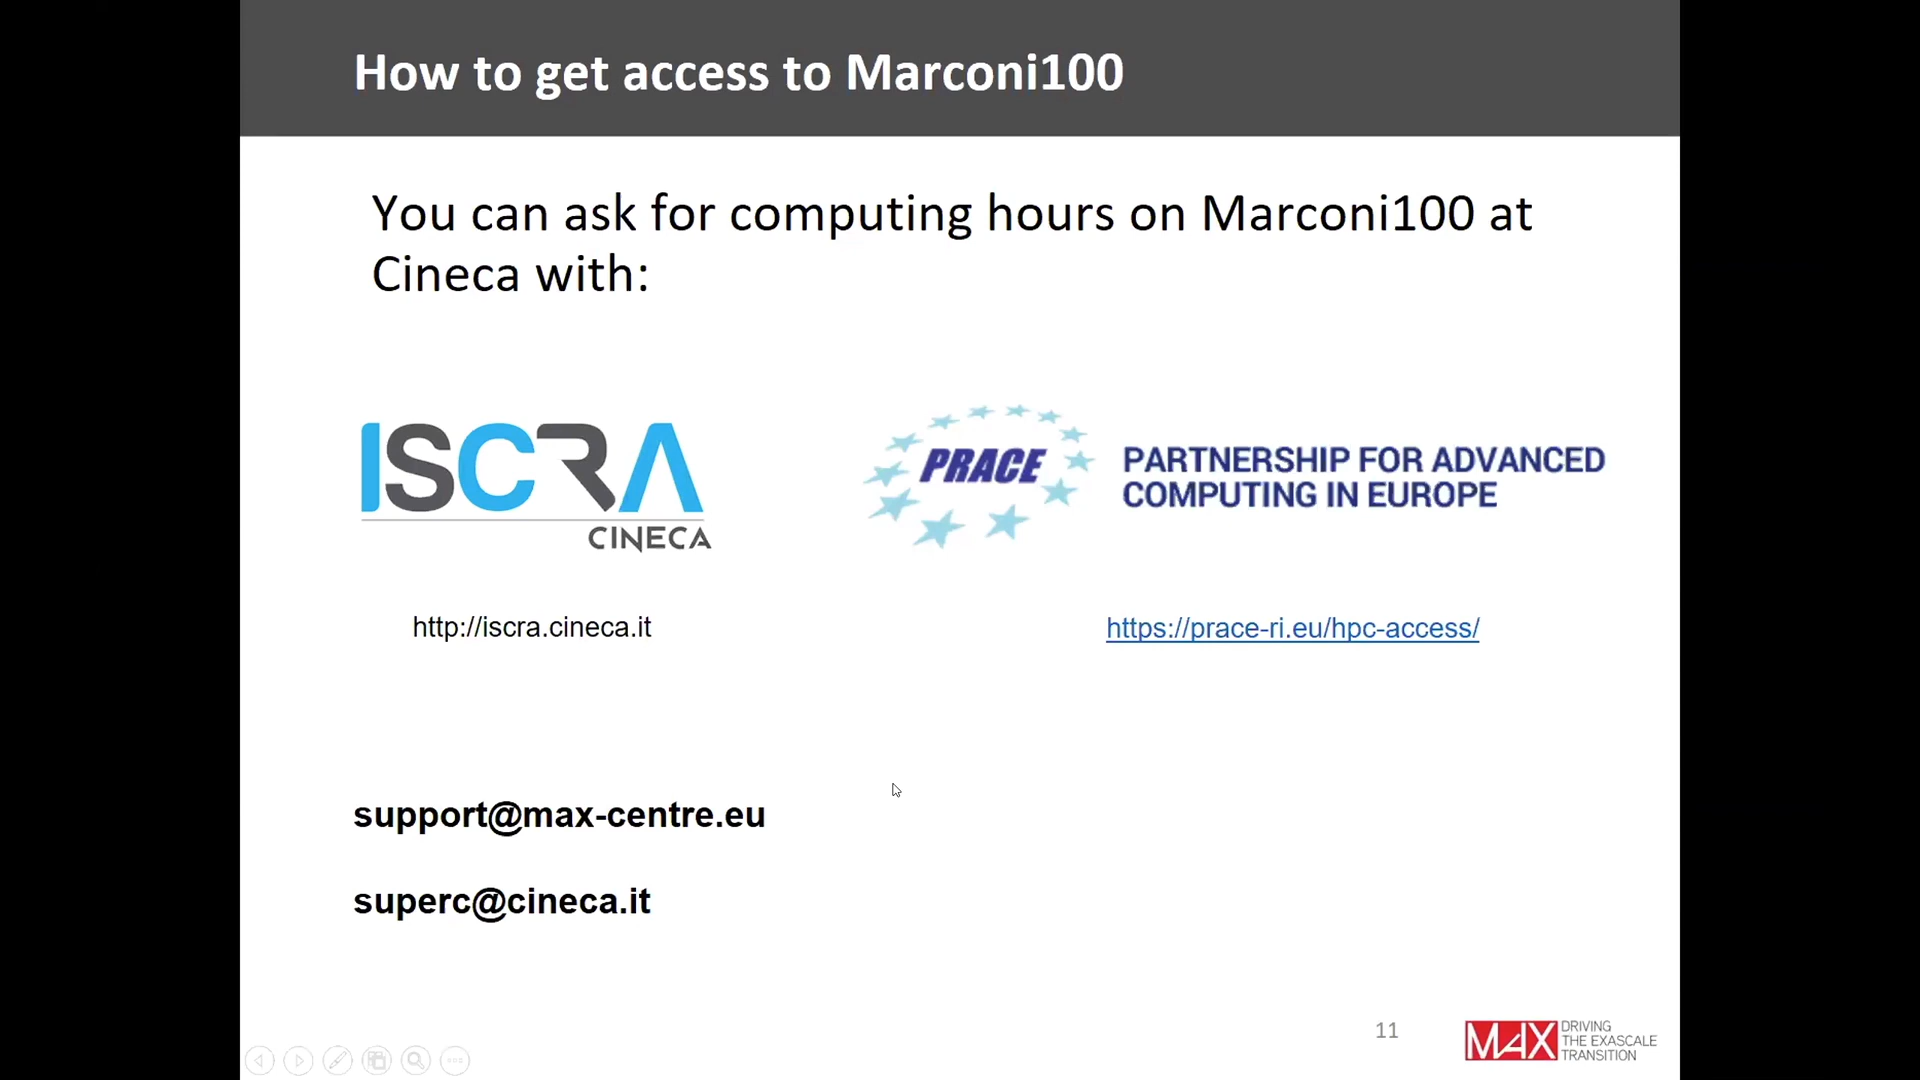 How to get access to Marconi100
You can ask for computing hours on Marconi100 at
Cineca with:
ISCRA
CINECA
PRACE
PARTNERSHIP FOR ADVANCED
COMPUTING IN EUROPE
http://iscra.cineca.it
https://prace-ri.eu/hpc-access/
support@max-centre.eu
superc@cineca.it
11
MAX
DRIVING
THE EXASCALE
TRANSITION